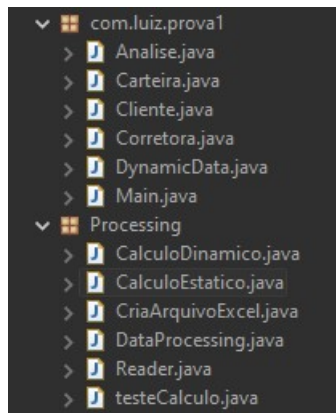 com.luiz.prova1
Analise.java
Carteira.java
Cliente.java
Corretora.java
DynamicData.java
Main.java
Processing
CalculoDinamico.java
CalculoEstatico.java
CriaArquivoExcel.java
DataProcessing.java
Reader.java
testeCalculo.java